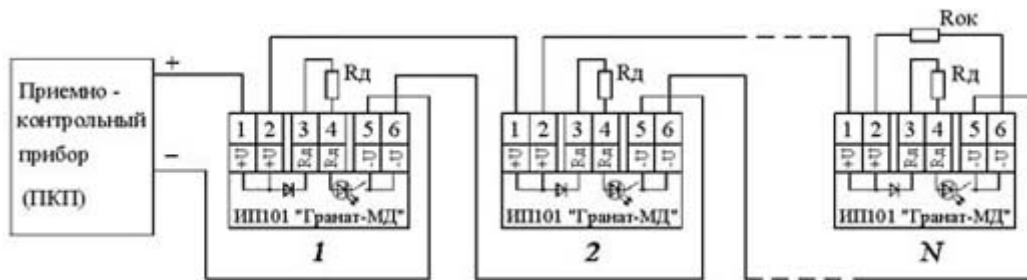 Rок
+
Rд
Rд
Rд
Приемно -
контрольный
прибор
(ПКП)
–
1 2 3 4 5 6
+U +U Rд Rд -U -U
ИП101 "Гранат-МД"
1
1 2 3 4 5 6
+U +U Rд Rд -U -U
ИП101 "Гранат-МД"
2
1 2 3 4 5 6
+U +U Rд Rд -U -U
ИП101 "Гранат-МД"
N